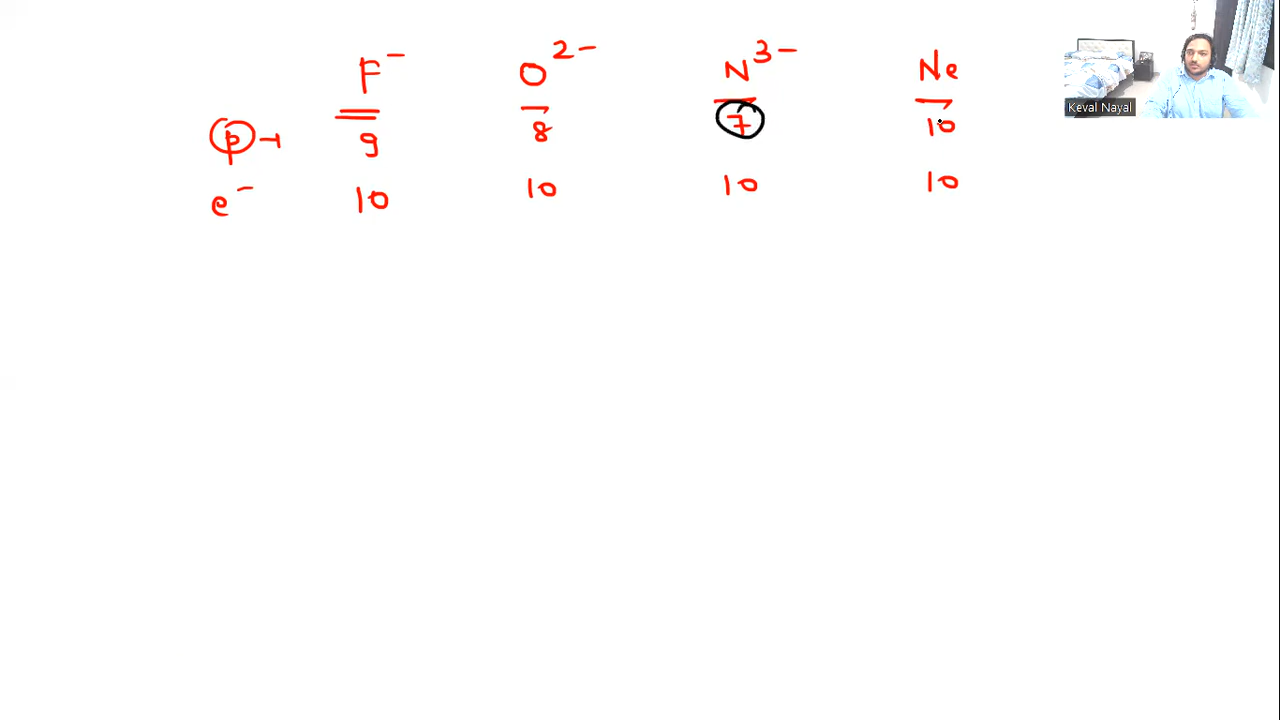 F⁻ O²⁻ N³⁻ Ne
p → 9 8 7 10
e⁻ 10 10 10 10
Keval Nayal